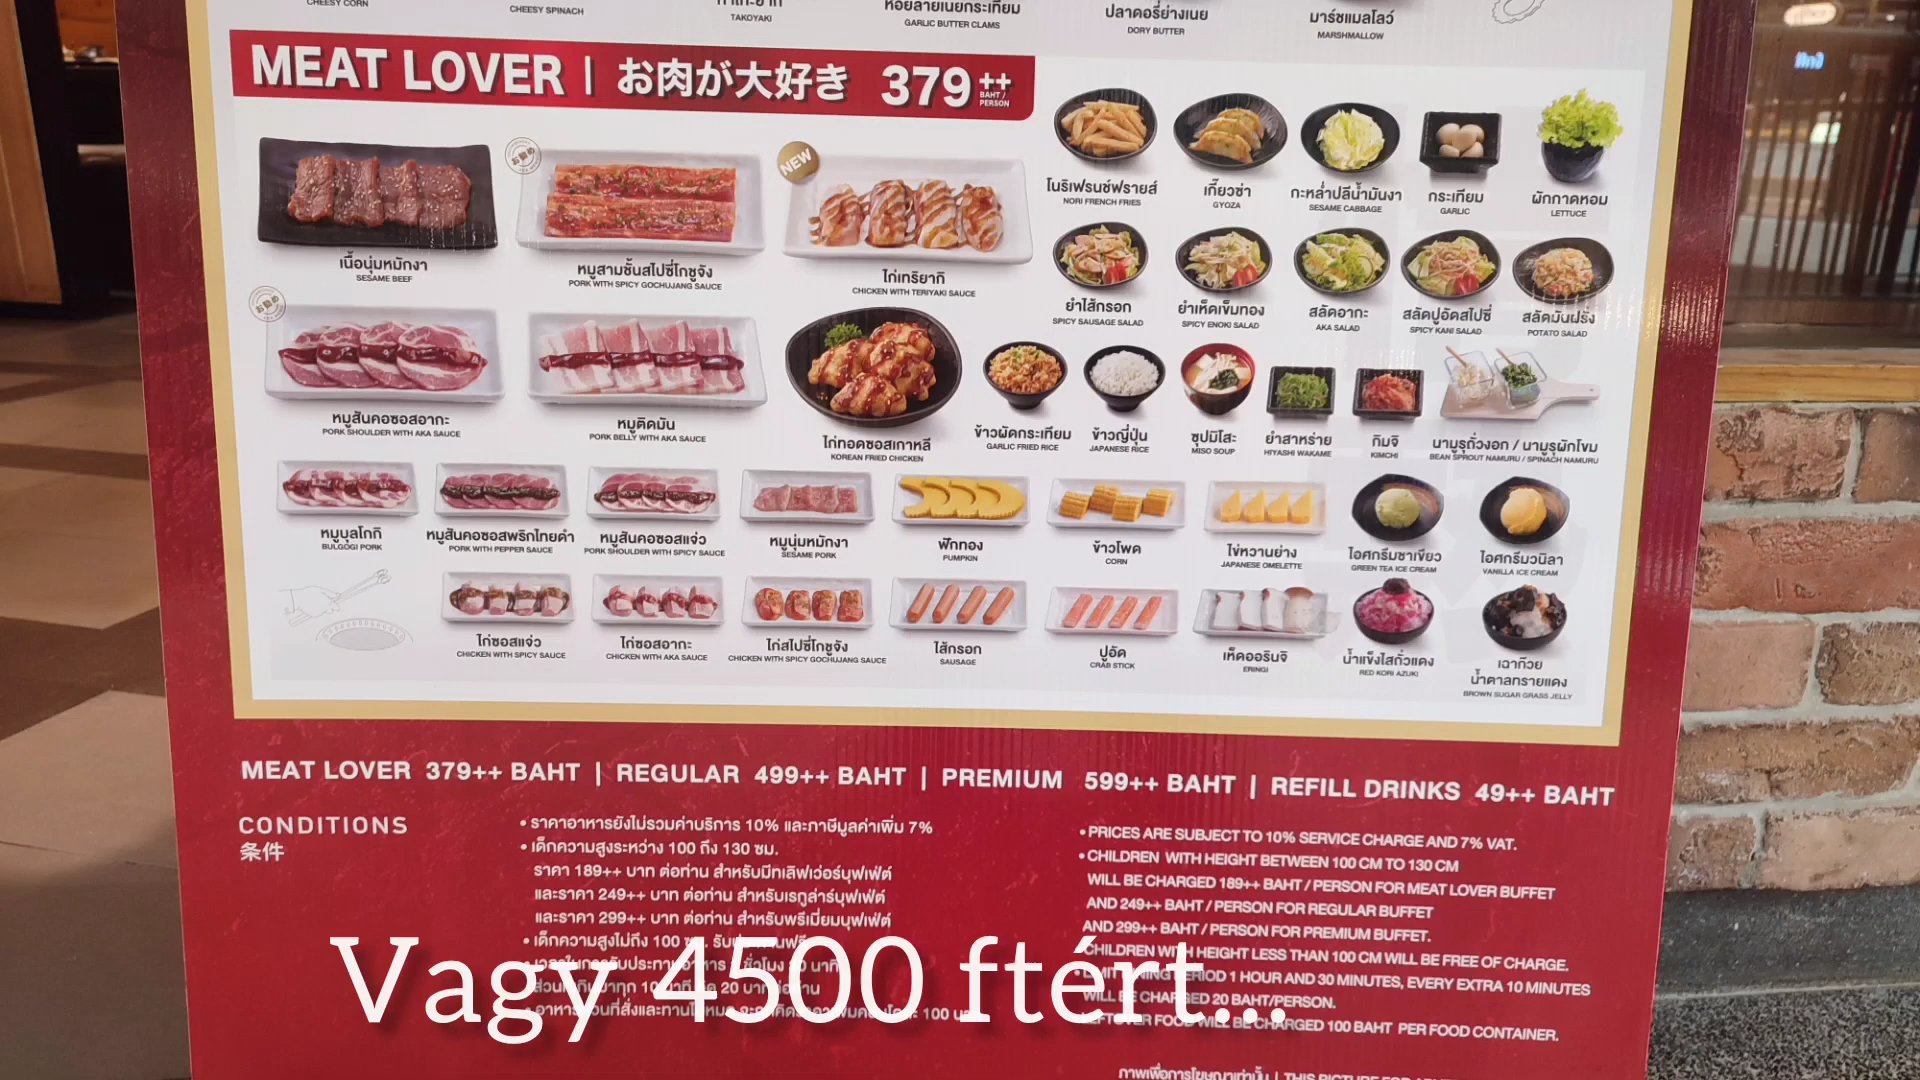 CHEESY CORN
CHEESY SPINACH
TAKOYAKI
หอยลายเนยกระเทียม
GARLIC BUTTER CLAMS
ปลาดอรี่ย่างเนย
DORY BUTTER
มาร์ชแมลโลว์
MARSHMALLOW
MEAT LOVER | お肉が大好き 379++
BAHT /
PERSON
โนริเฟรนช์ฟรายส์
NORI FRENCH FRIES
เกี๊ยวซ่า
GYOZA
กะหล่ำปลีน้ำมันงา
SESAME CABBAGE
กระเทียม
GARLIC
ผักกาดหอม
LETTUCE
NEW
เนื้อนุ่มหมักงา
SESAME BEEF
หมูสามชั้นสไปซี่โกชูจัง
PORK WITH SPICY GOCHUJANG SAUCE
ไก่เทริยากิ
CHICKEN WITH TERIYAKI SAUCE
ยำไส้กรอก
SPICY SAUSAGE SALAD
ยำเห็ดเข็มทอง
SPICY ENOKI SALAD
สลัดอากะ
AKA SALAD
สลัดปูอัดสไปซี่
SPICY KANI SALAD
สลัดมันฝรั่ง
POTATO SALAD
หมูสันคอซอสอากะ
PORK SHOULDER WITH AKA SAUCE
หมูติดมัน
PORK BELLY WITH AKA SAUCE
ไก่ทอดซอสเกาหลี
KOREAN FRIED CHICKEN
ข้าวผัดกระเทียม
GARLIC FRIED RICE
ข้าวญี่ปุ่น
JAPANESE RICE
ซุปมิโสะ
MISO SOUP
ยำสาหร่าย
HIYASHI WAKAME
กิมจิ
KIMCHI
นามูรุถั่วงอก / นามูรุผักโขม
BEAN SPROUT NAMURU / SPINACH NAMURU
หมูบุลโกกิ
BULGOGI PORK
หมูสันคอซอสพริกไทยดำ
PORK WITH PEPPER SAUCE
หมูสันคอซอสแจ่ว
PORK SHOULDER WITH SPICY SAUCE
หมูนุ่มหมักงา
SESAME PORK
ฟักทอง
PUMPKIN
ข้าวโพด
CORN
ไข่หวานย่าง
JAPANESE OMELETTE
ไอศกรีมชาเขียว
GREEN TEA ICE CREAM
ไอศกรีมวนิลา
VANILLA ICE CREAM
ไก่ซอสแจ่ว
CHICKEN WITH SPICY SAUCE
ไก่ซอสอากะ
CHICKEN WITH AKA SAUCE
ไก่สไปซี่โกชูจัง
CHICKEN WITH SPICY GOCHUJANG SAUCE
ไส้กรอก
SAUSAGE
ปูอัด
CRAB STICK
เห็ดออรินจิ
ERINGI
น้ำแข็งไสถั่วแดง
RED KORI AZUKI
เฉาก๊วย
น้ำตาลทรายแดง
BROWN SUGAR GRASS JELLY
MEAT LOVER 379++ BAHT | REGULAR 499++ BAHT | PREMIUM 599++ BAHT | REFILL DRINKS 49++ BAHT
CONDITIONS
条件
• ราคาอาหารยังไม่รวมค่าบริการ 10% และภาษีมูลค่าเพิ่ม 7%
• เด็กความสูงระหว่าง 100 ถึง 130 ซม.
ราคา 189++ บาท ต่อท่าน สำหรับมีทเลิฟเว่อร์บุฟเฟ่ต์
และราคา 249++ บาท ต่อท่าน สำหรับเรกูล่าร์บุฟเฟ่ต์
และราคา 299++ บาท ต่อท่าน สำหรับพรีเมี่ยมบุฟเฟ่ต์
• เด็กความสูงไม่ถึง 100
• PRICES ARE SUBJECT TO 10% SERVICE CHARGE AND 7% VAT.
• CHILDREN WITH HEIGHT BETWEEN 100 CM TO 130 CM
WILL BE CHARGED 189++ BAHT / PERSON FOR MEAT LOVER BUFFET
AND 249++ BAHT / PERSON FOR REGULAR BUFFET
AND 299++ BAHT / PERSON FOR PREMIUM BUFFET.
• CHILDREN WITH HEIGHT LESS THAN 100 CM WILL BE FREE OF CHARGE.
PERIOD 1 HOUR AND 30 MINUTES, EVERY EXTRA 10 MINUTES
WILL BE CHARGED 20 BAHT/PERSON.
LEFTOVER FOOD WILL BE CHARGED 100 BAHT PER FOOD CONTAINER.
Vagy 4500 ftért...
ภาพเพื่อการโฆษณาเท่านั้น | THIS PICTURE FOR